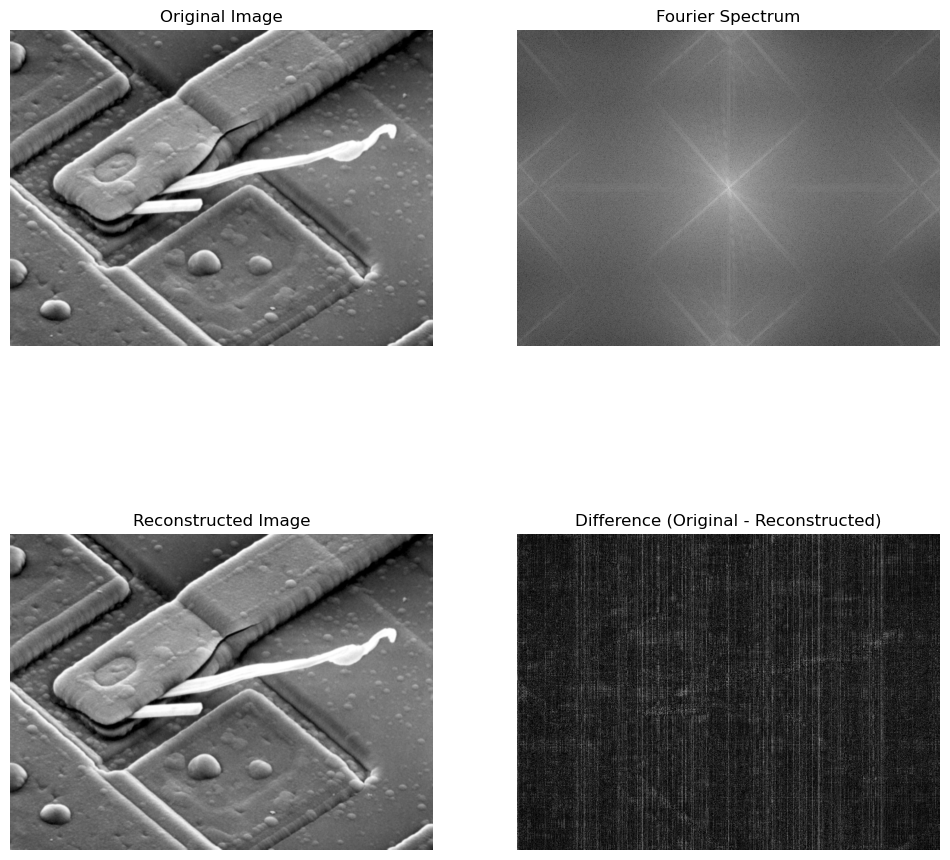 Original Image
Fourier Spectrum
Reconstructed Image
Difference (Original - Reconstructed)